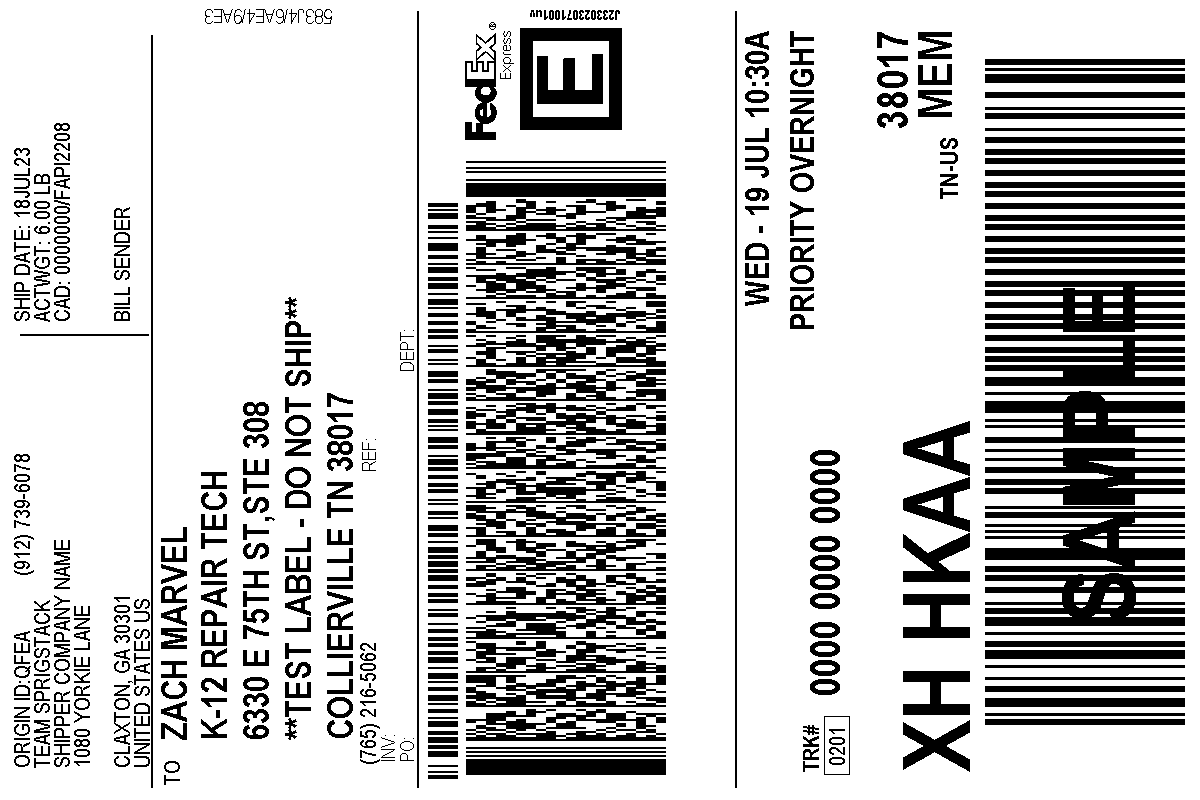 ORIGIN ID:QFEA (912) 739-6078
TEAM SPRIGSTACK
SHIPPER COMPANY NAME
1080 YORKIE LANE
CLAXTON, GA 30301
UNITED STATES US
SHIP DATE: 18JUL23
ACTWGT: 6.00 LB
CAD: 0000000/FAPI2208
BILL SENDER
TO ZACH MARVEL
K-12 REPAIR TECH
6330 E 75TH ST,STE 308
**TEST LABEL - DO NOT SHIP**
COLLIERVILLE TN 38017
(765) 216-5062 REF:
INV:
PO: DEPT:
583J4/6AE4/9AE3
FedEx®
Express
E
J233023071001uv
WED - 19 JUL 10:30A
PRIORITY OVERNIGHT
TRK# 0000 0000 0000
0201
XH HKAA
38017
TN-US MEM
SAMPLE